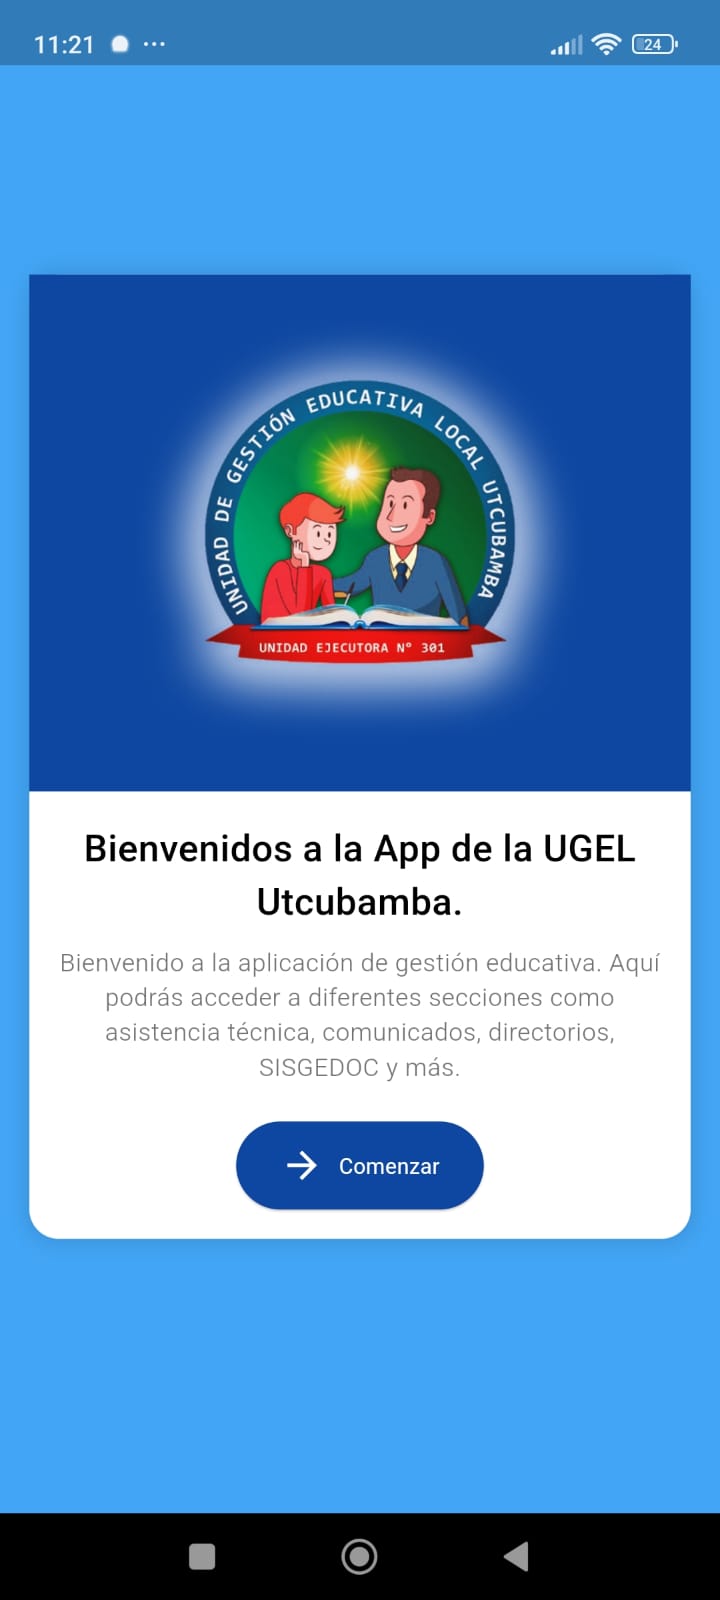 11:21
24
UNIDAD DE GESTIÓN EDUCATIVA LOCAL UTCUBAMBA
UNIDAD EJECUTORA N° 301
Bienvenidos a la App de la UGEL
Utcubamba.
Bienvenido a la aplicación de gestión educativa. Aquí
podrás acceder a diferentes secciones como
asistencia técnica, comunicados, directorios,
SISGEDOC y más.
Comenzar